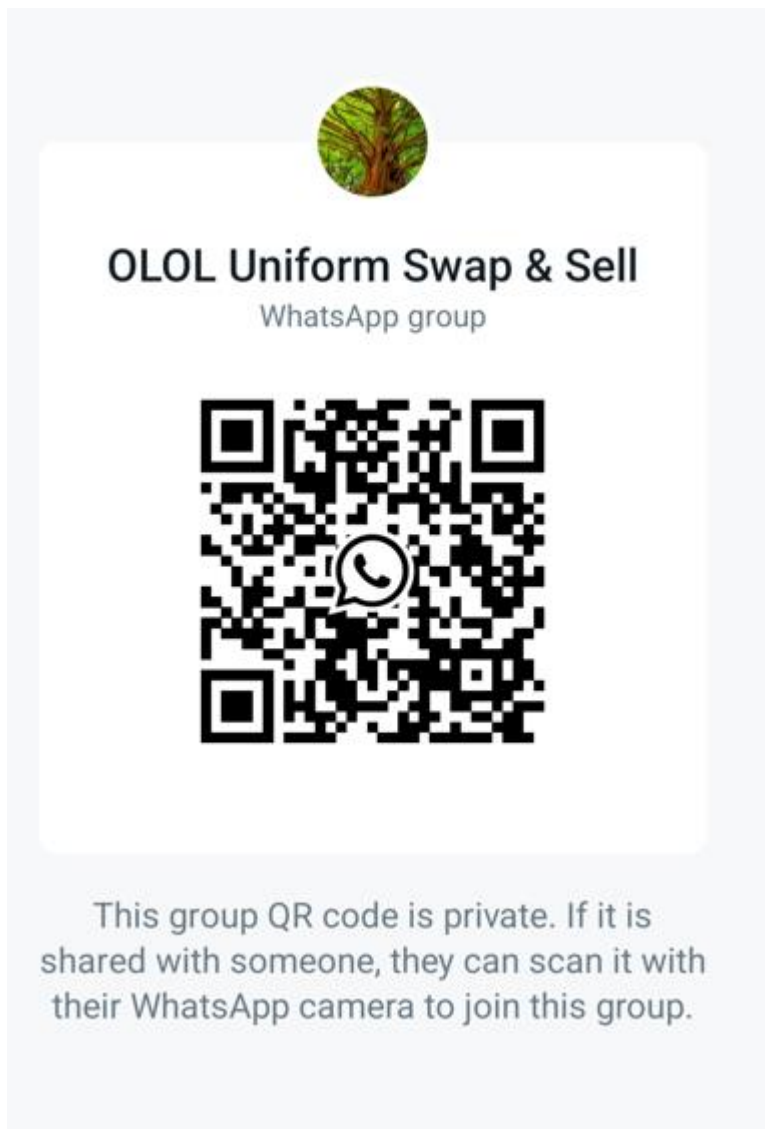 OLOL Uniform Swap & Sell
WhatsApp group
This group QR code is private. If it is
shared with someone, they can scan it with
their WhatsApp camera to join this group.